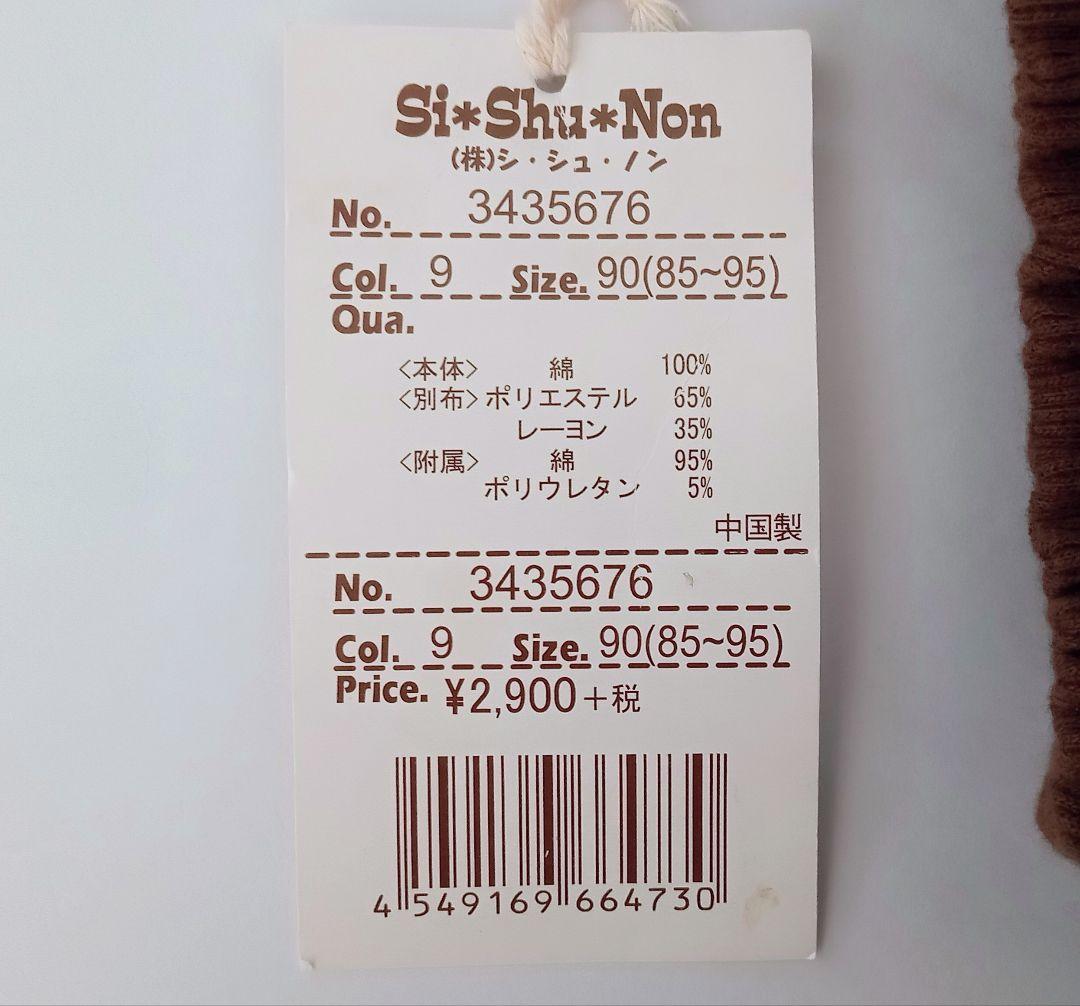 Si*Shu*Non
(株)シ・シュ・ノン
No. 3435676
Col. 9 Size. 90(85~95)
Qua.
<本体> 綿 100%
<別布> ポリエステル 65%
レーヨン 35%
<附属> 綿 95%
ポリウレタン 5%
中国製
No. 3435676
Col. 9 Size. 90(85~95)
Price. ¥2,900+税
4 549169 664730